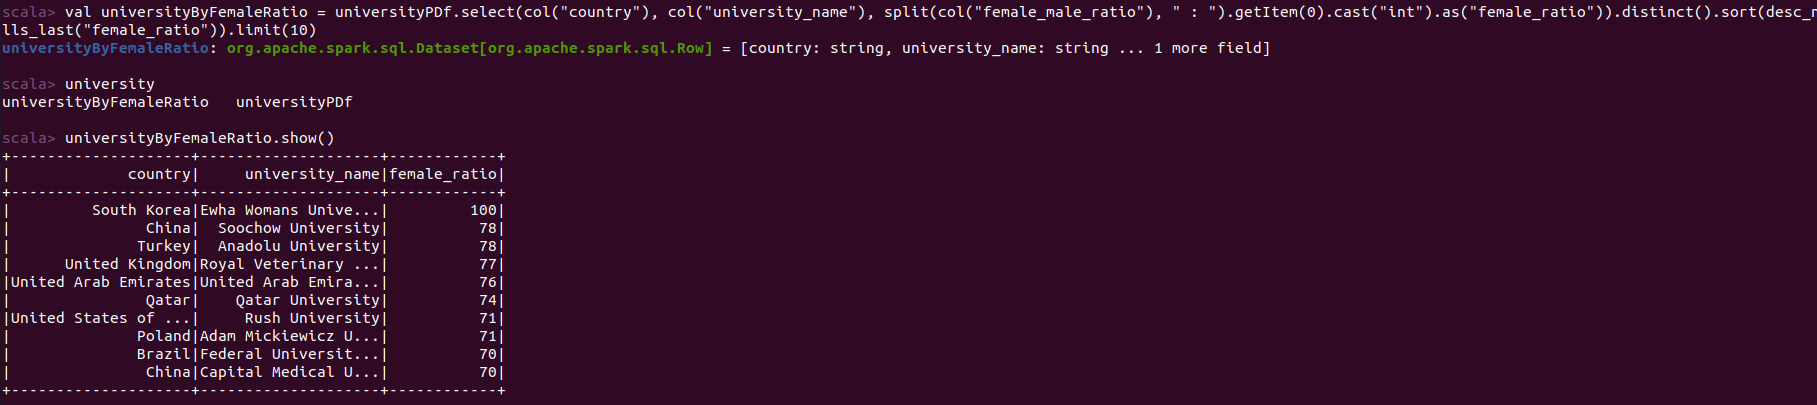 scala> val universityByFemaleRatio = universityPDf.select(col("country"), col("university_name"), split(col("female_male_ratio"), " : ").getItem(0).cast("int").as("female_ratio")).distinct().sort(desc_n
lls_last("female_ratio")).limit(10)
universityByFemaleRatio: org.apache.spark.sql.Dataset[org.apache.spark.sql.Row] = [country: string, university_name: string ... 1 more field]
scala> university
universityByFemaleRatio   universityPDf
scala> universityByFemaleRatio.show()
+--------------------+--------------------+------------+
|             country|     university_name|female_ratio|
+--------------------+--------------------+------------+
|         South Korea|Ewha Womans Unive...|         100|
|               China|  Soochow University|          78|
|              Turkey|  Anadolu University|          78|
|      United Kingdom|Royal Veterinary ...|          77|
|United Arab Emirates|United Arab Emira...|          76|
|               Qatar|    Qatar University|          74|
|United States of ...|     Rush University|          71|
|              Poland|Adam Mickiewicz U...|          71|
|              Brazil|Federal Universit...|          70|
|               China|Capital Medical U...|          70|
+--------------------+--------------------+------------+